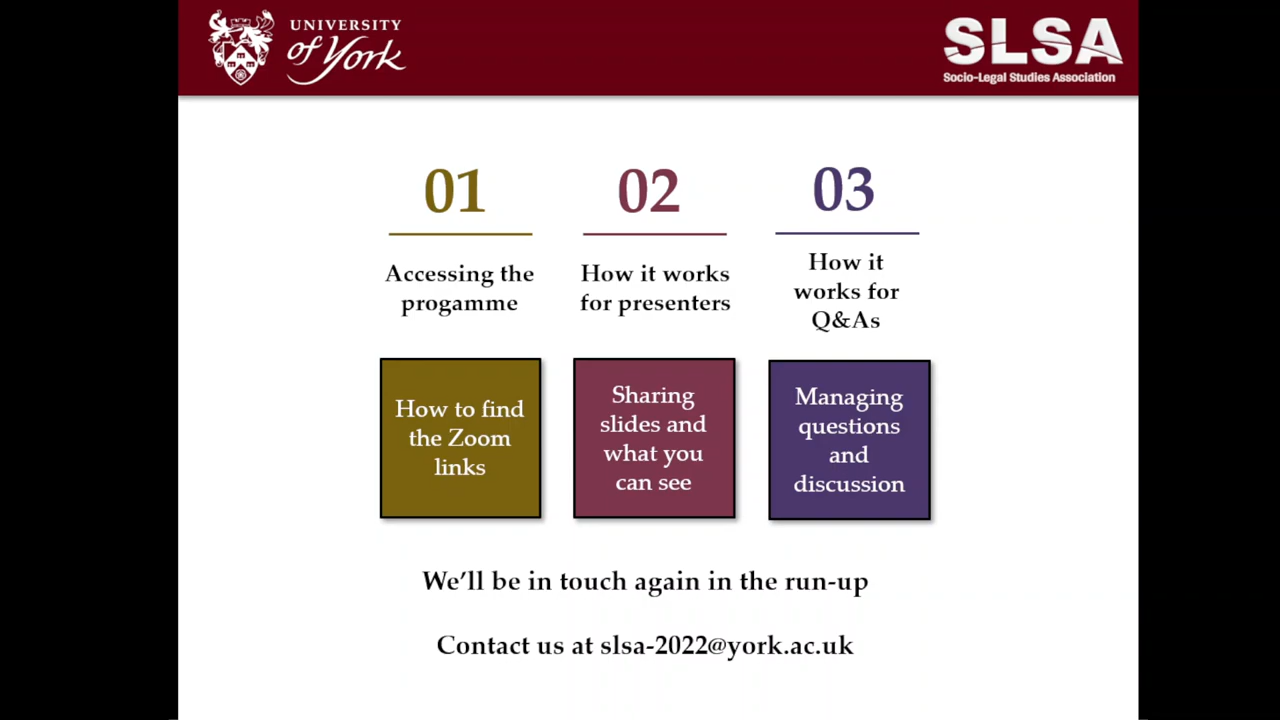 UNIVERSITY
of York
SLSA
Socio-Legal Studies Association
01
Accessing the
progamme
How to find
the Zoom
links
02
How it works
for presenters
Sharing
slides and
what you
can see
03
How it
works for
Q&As
Managing
questions
and
discussion
We'll be in touch again in the run-up
Contact us at slsa-2022@york.ac.uk